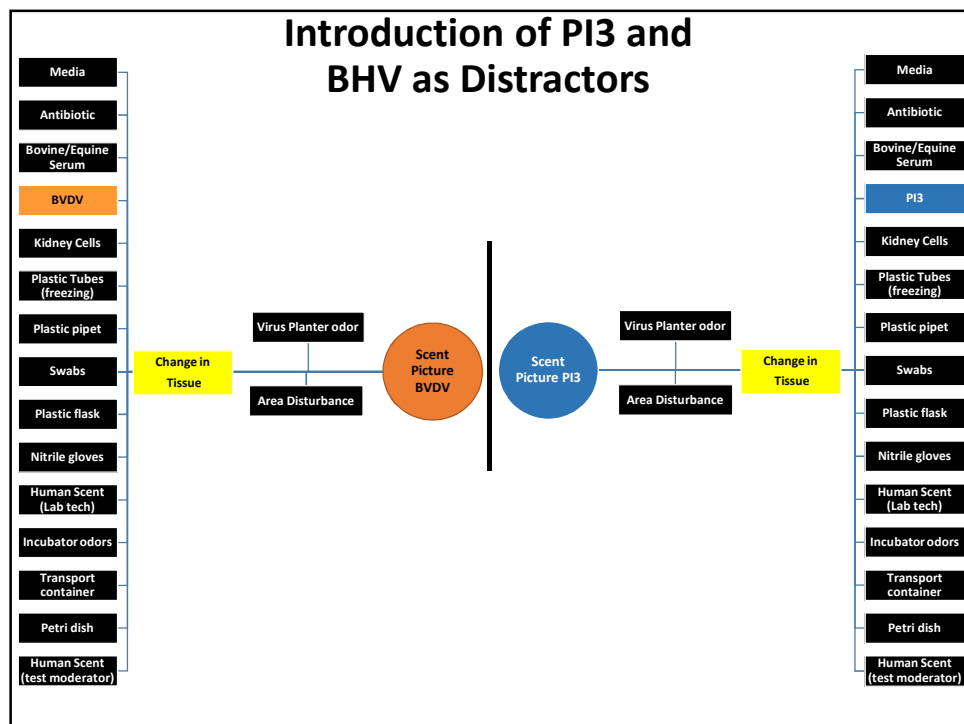 Introduction of PI3 and
BHV as Distractors
Media
Antibiotic
Bovine/Equine
Serum
BVDV
Kidney Cells
Plastic Tubes
(freezing)
Plastic pipet
Swabs
Plastic flask
Nitrile gloves
Human Scent
(Lab tech)
Incubator odors
Transport
container
Petri dish
Human Scent
(test moderator)
Change in
Tissue
Virus Planter odor
Area Disturbance
Scent
Picture
BVDV
Scent
Picture PI3
Virus Planter odor
Area Disturbance
Change in
Tissue
Media
Antibiotic
Bovine/Equine
Serum
PI3
Kidney Cells
Plastic Tubes
(freezing)
Plastic pipet
Swabs
Plastic flask
Nitrile gloves
Human Scent
(Lab tech)
Incubator odors
Transport
container
Petri dish
Human Scent
(test moderator)